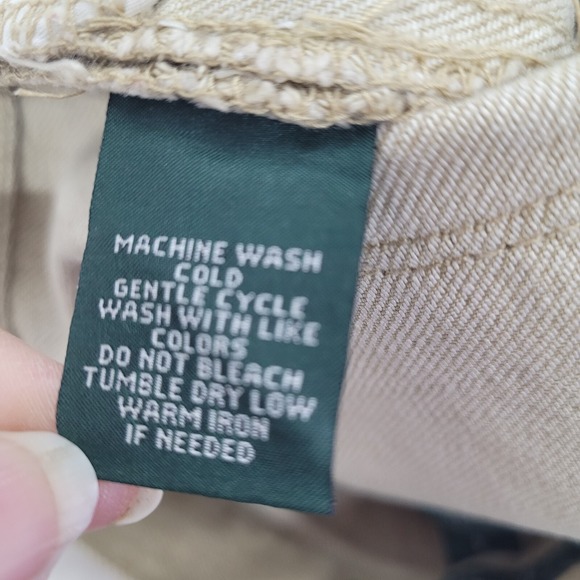 MACHINE WASH
COLD
GENTLE CYCLE
WASH WITH LIKE
COLORS
DO NOT BLEACH
TUMBLE DRY LOW
WARM IRON
IF NEEDED